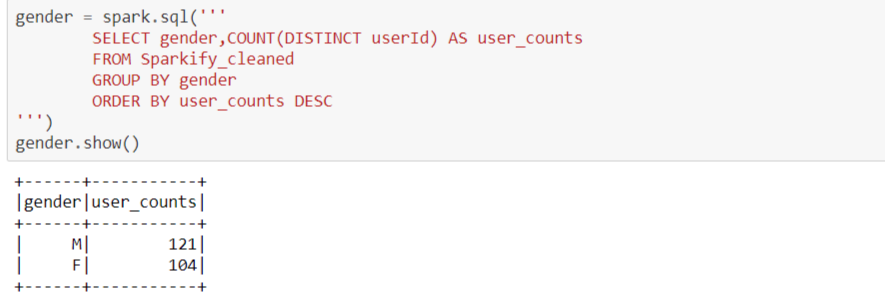 gender = spark.sql('''
SELECT gender,COUNT(DISTINCT userId) AS user_counts
FROM Sparkify_cleaned
GROUP BY gender
ORDER BY user_counts DESC
''')
gender.show()
+------+-----------+
|gender|user_counts|
+------+-----------+
|     M|        121|
|     F|        104|
+------+-----------+